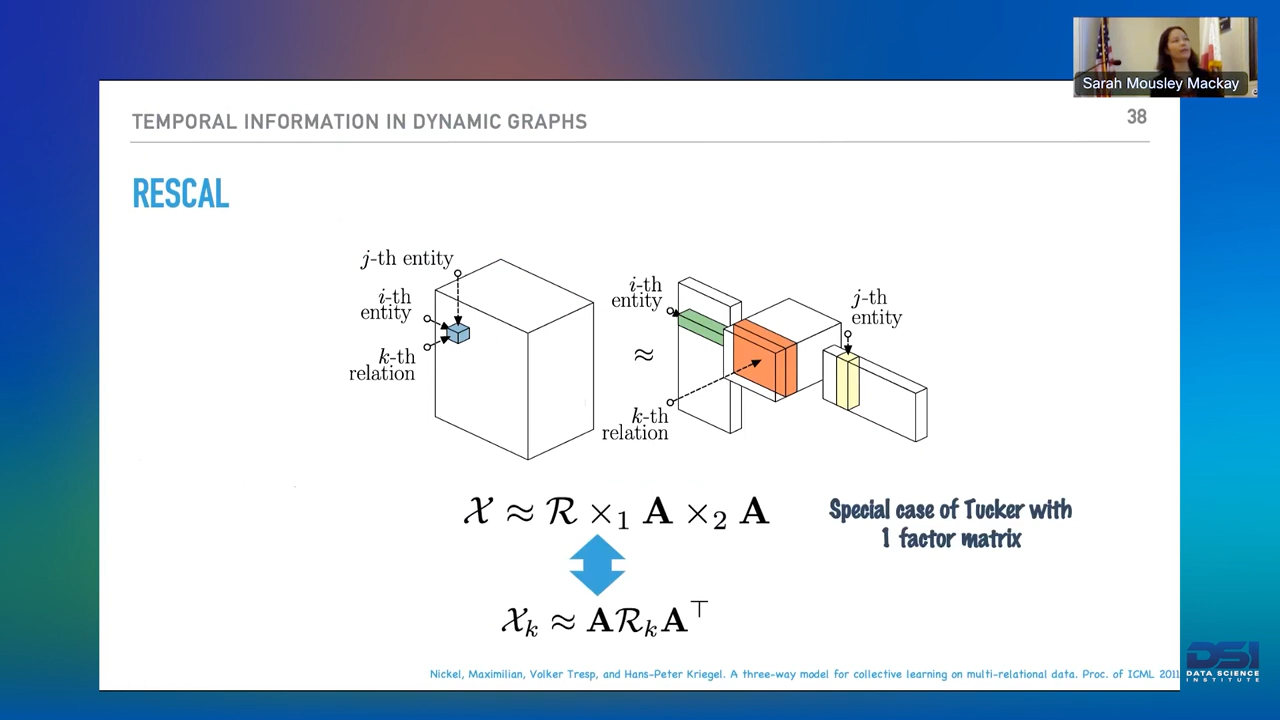 Sarah Mousley Mackay
TEMPORAL INFORMATION IN DYNAMIC GRAPHS
38
RESCAL
j-th entity
i-th
entity
k-th
relation
≈
i-th
entity
j-th
entity
k-th
relation
𝒳 ≈ ℛ ×₁ A ×₂ A
Special case of Tucker with
1 factor matrix
𝒳ₖ ≈ Aℛₖ A^⊤
Nickel, Maximilian, Volker Tresp, and Hans-Peter Kriegel. A three-way model for collective learning on multi-relational data. Proc. of ICML 2011
DSI
DATA SCIENCE
INSTITUTE